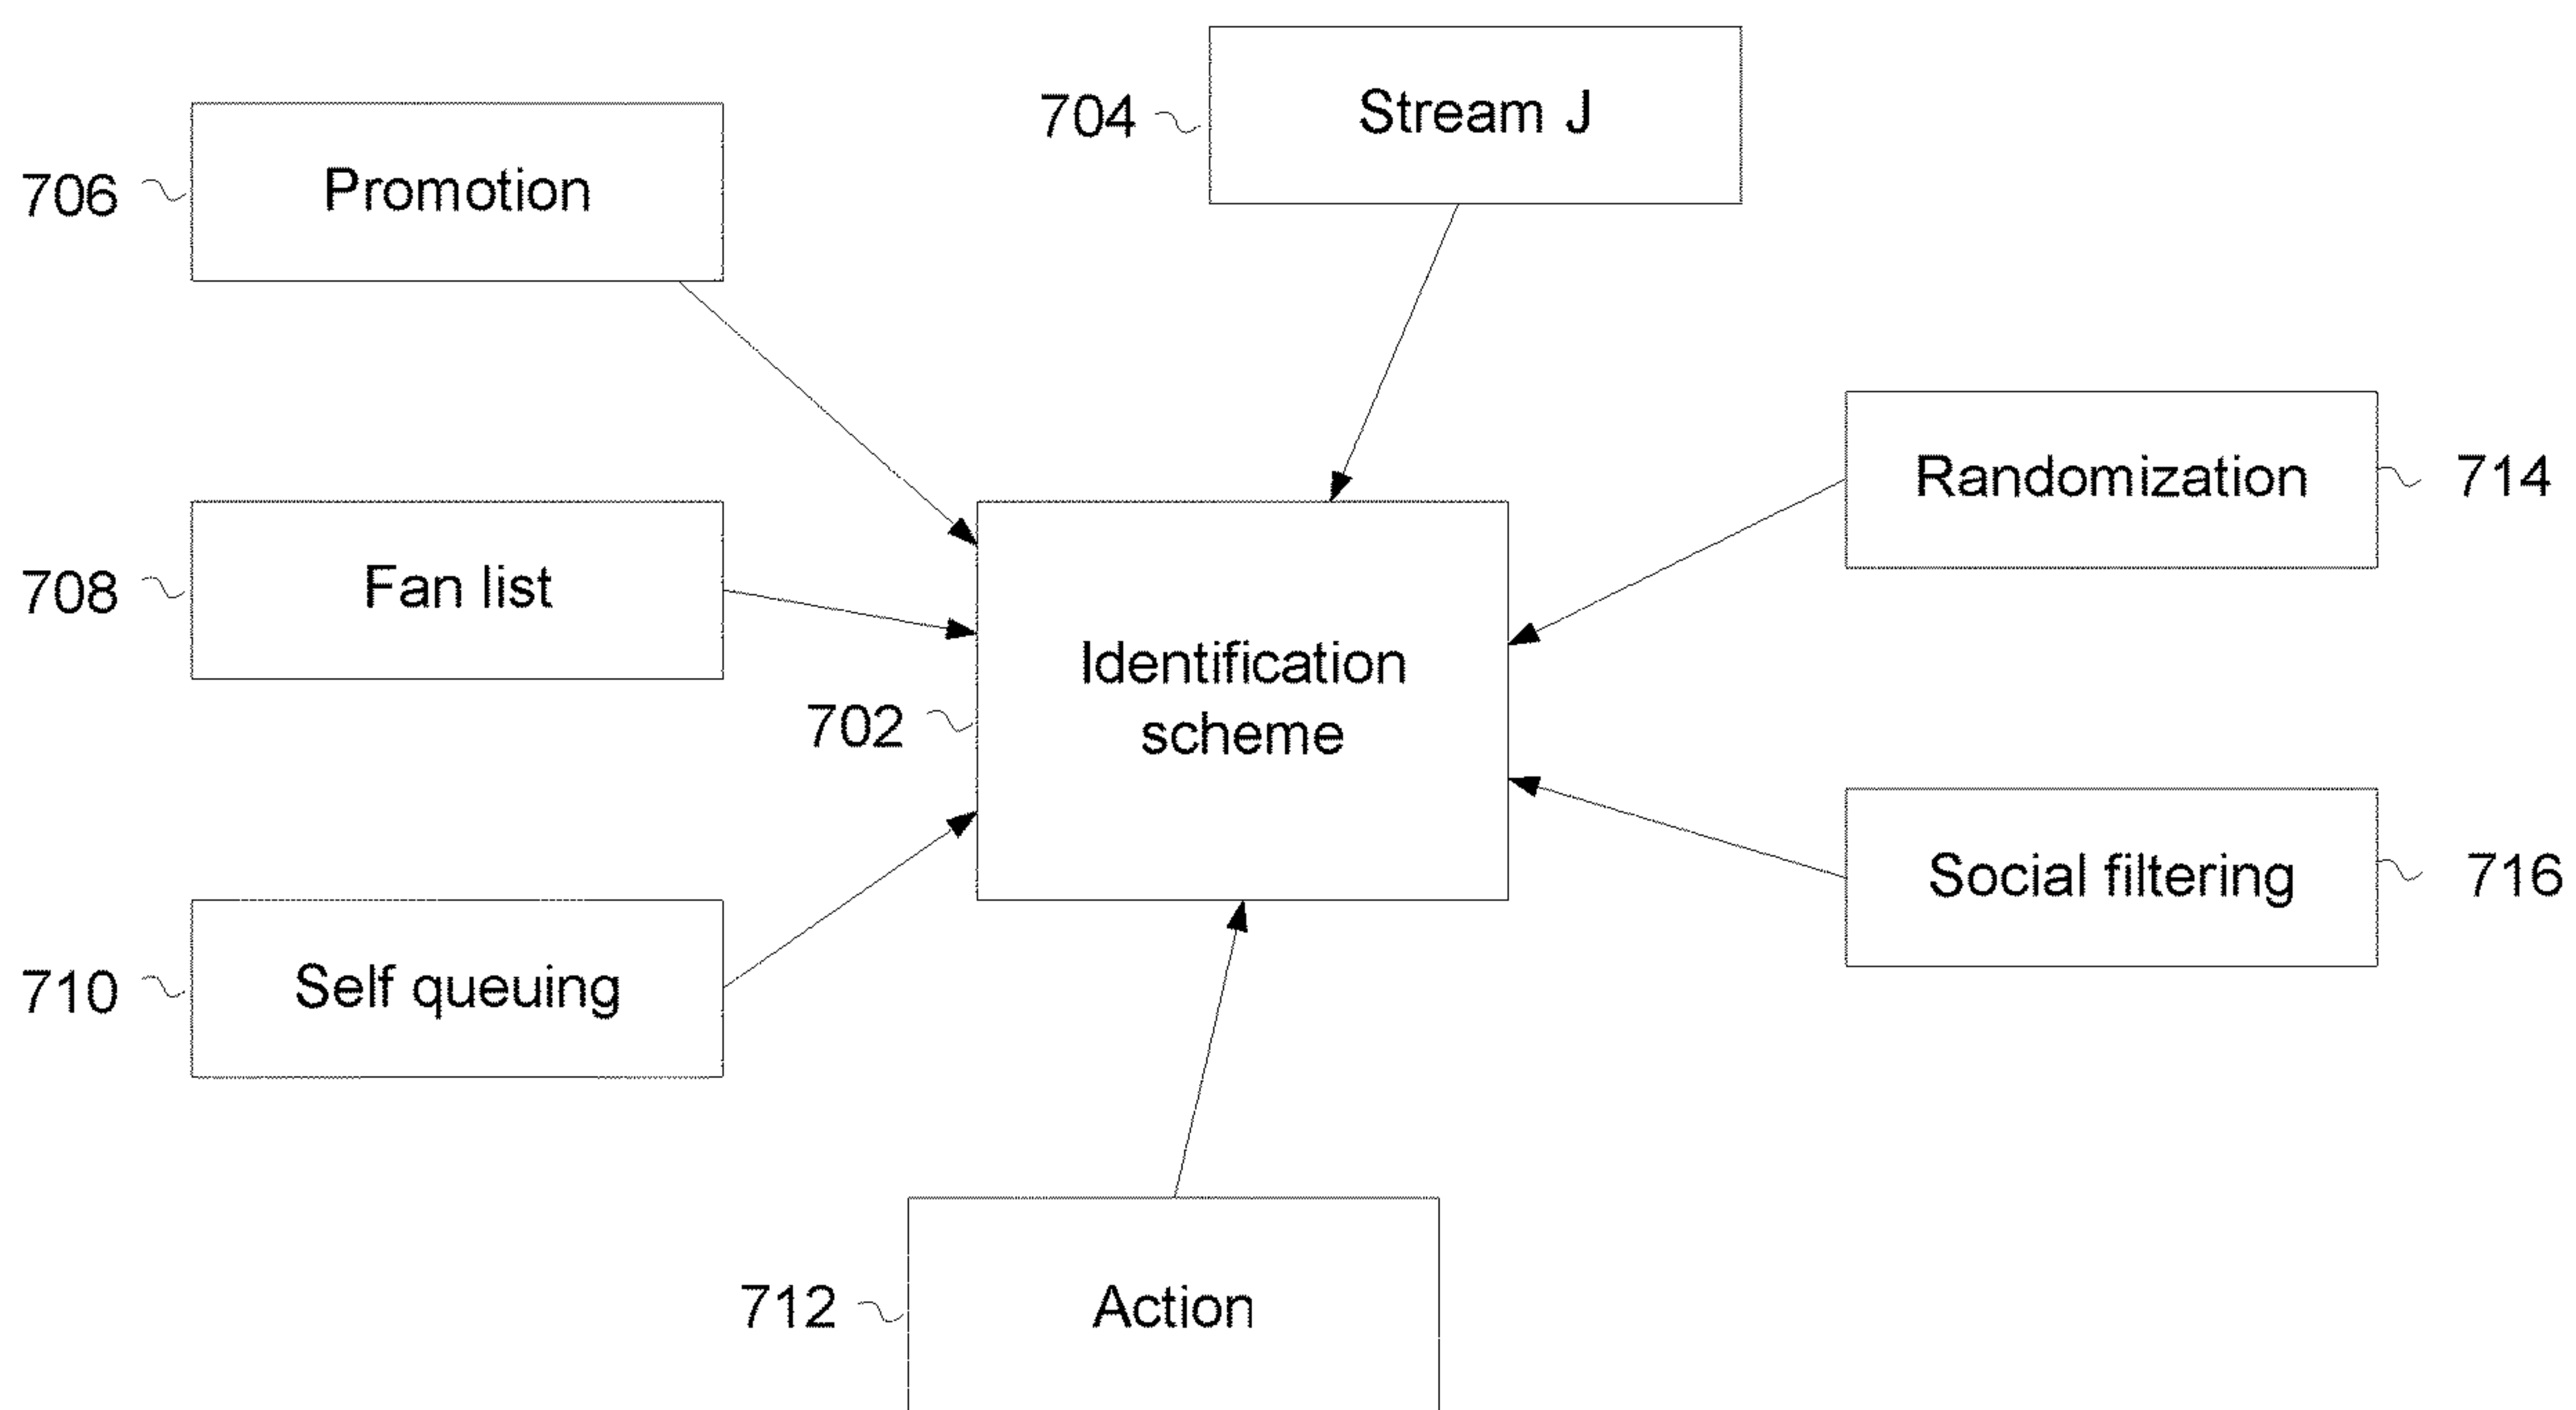 704
Stream J
706
Promotion
714
Randomization
708
Fan list
702
Identification
scheme
716
Social filtering
710
Self queuing
712
Action